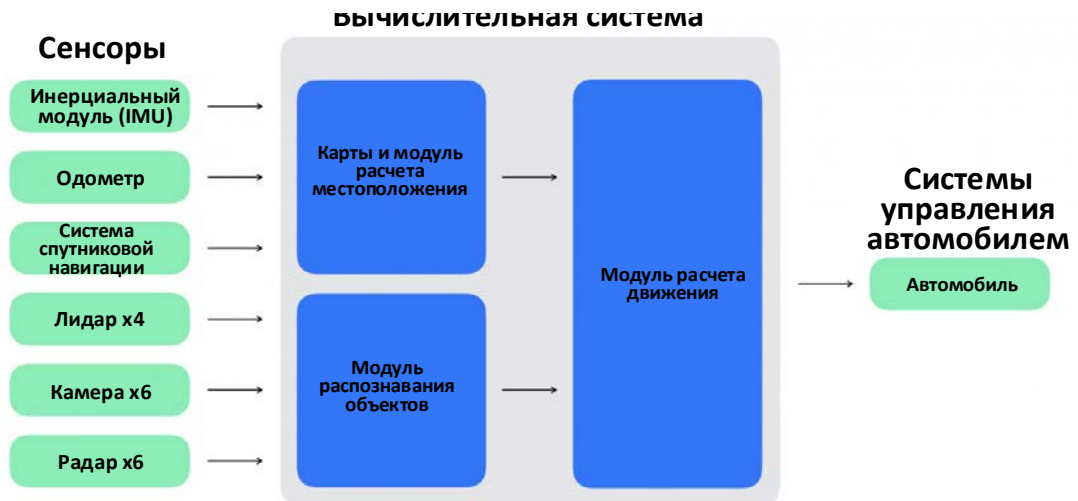 Вычислительная система
Сенсоры
Инерциальный
модуль (IMU)
Одометр
Система
спутниковой
навигации
Лидар x4
Камера x6
Радар x6
Карты и модуль
расчета
местоположения
Модуль
распознавания
объектов
Модуль расчета
движения
Системы
управления
автомобилем
Автомобиль